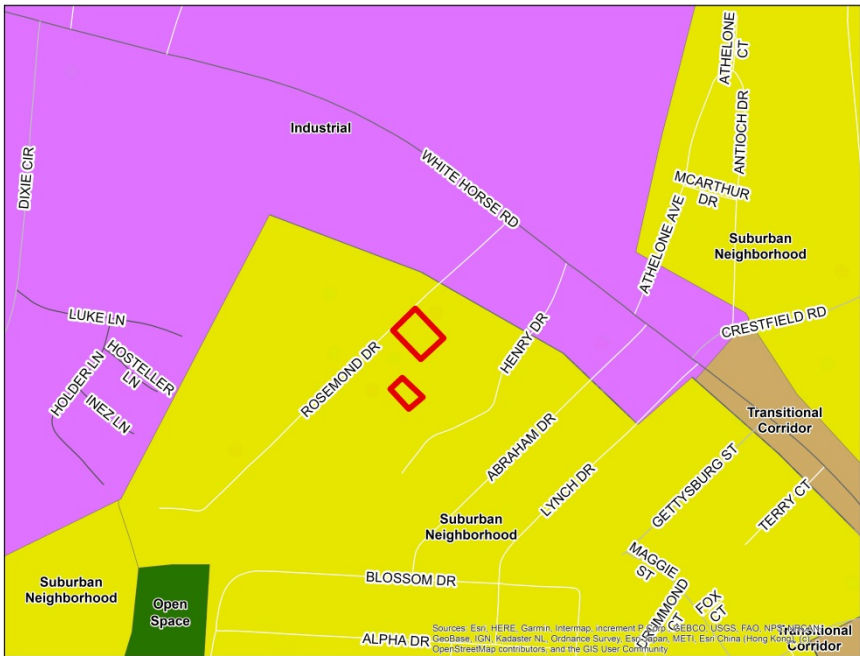 ATHELONE
CT
ANTIOCH DR
Industrial
DIXIE CIR
WHITE HORSE RD
MCARTHUR
DR
ATHELONE AVE
Suburban
Neighborhood
LUKE LN
CRESTFIELD RD
HENRY DR
HOSTELLER
LN
HOLDER LN
INEZ LN
ROSEMOND DR
Transitional
Corridor
ABRAHAM DR
LYNCH DR
GETTYSBURG ST
TERRY CT
Suburban
Neighborhood
MAGGIE
ST
Suburban
Neighborhood
BLOSSOM DR
DRUMMOND
CT
FOX
CT
Open
Space
ALPHA DR
Transitional
Corridor
Sources: Esri, HERE, Garmin, Intermap, increment P Corp., GEBCO, USGS, FAO, NPS, NRCAN,
GeoBase, IGN, Kadaster NL, Ordnance Survey, Esri Japan, METI, Esri China (Hong Kong), (c)
OpenStreetMap contributors, and the GIS User Community